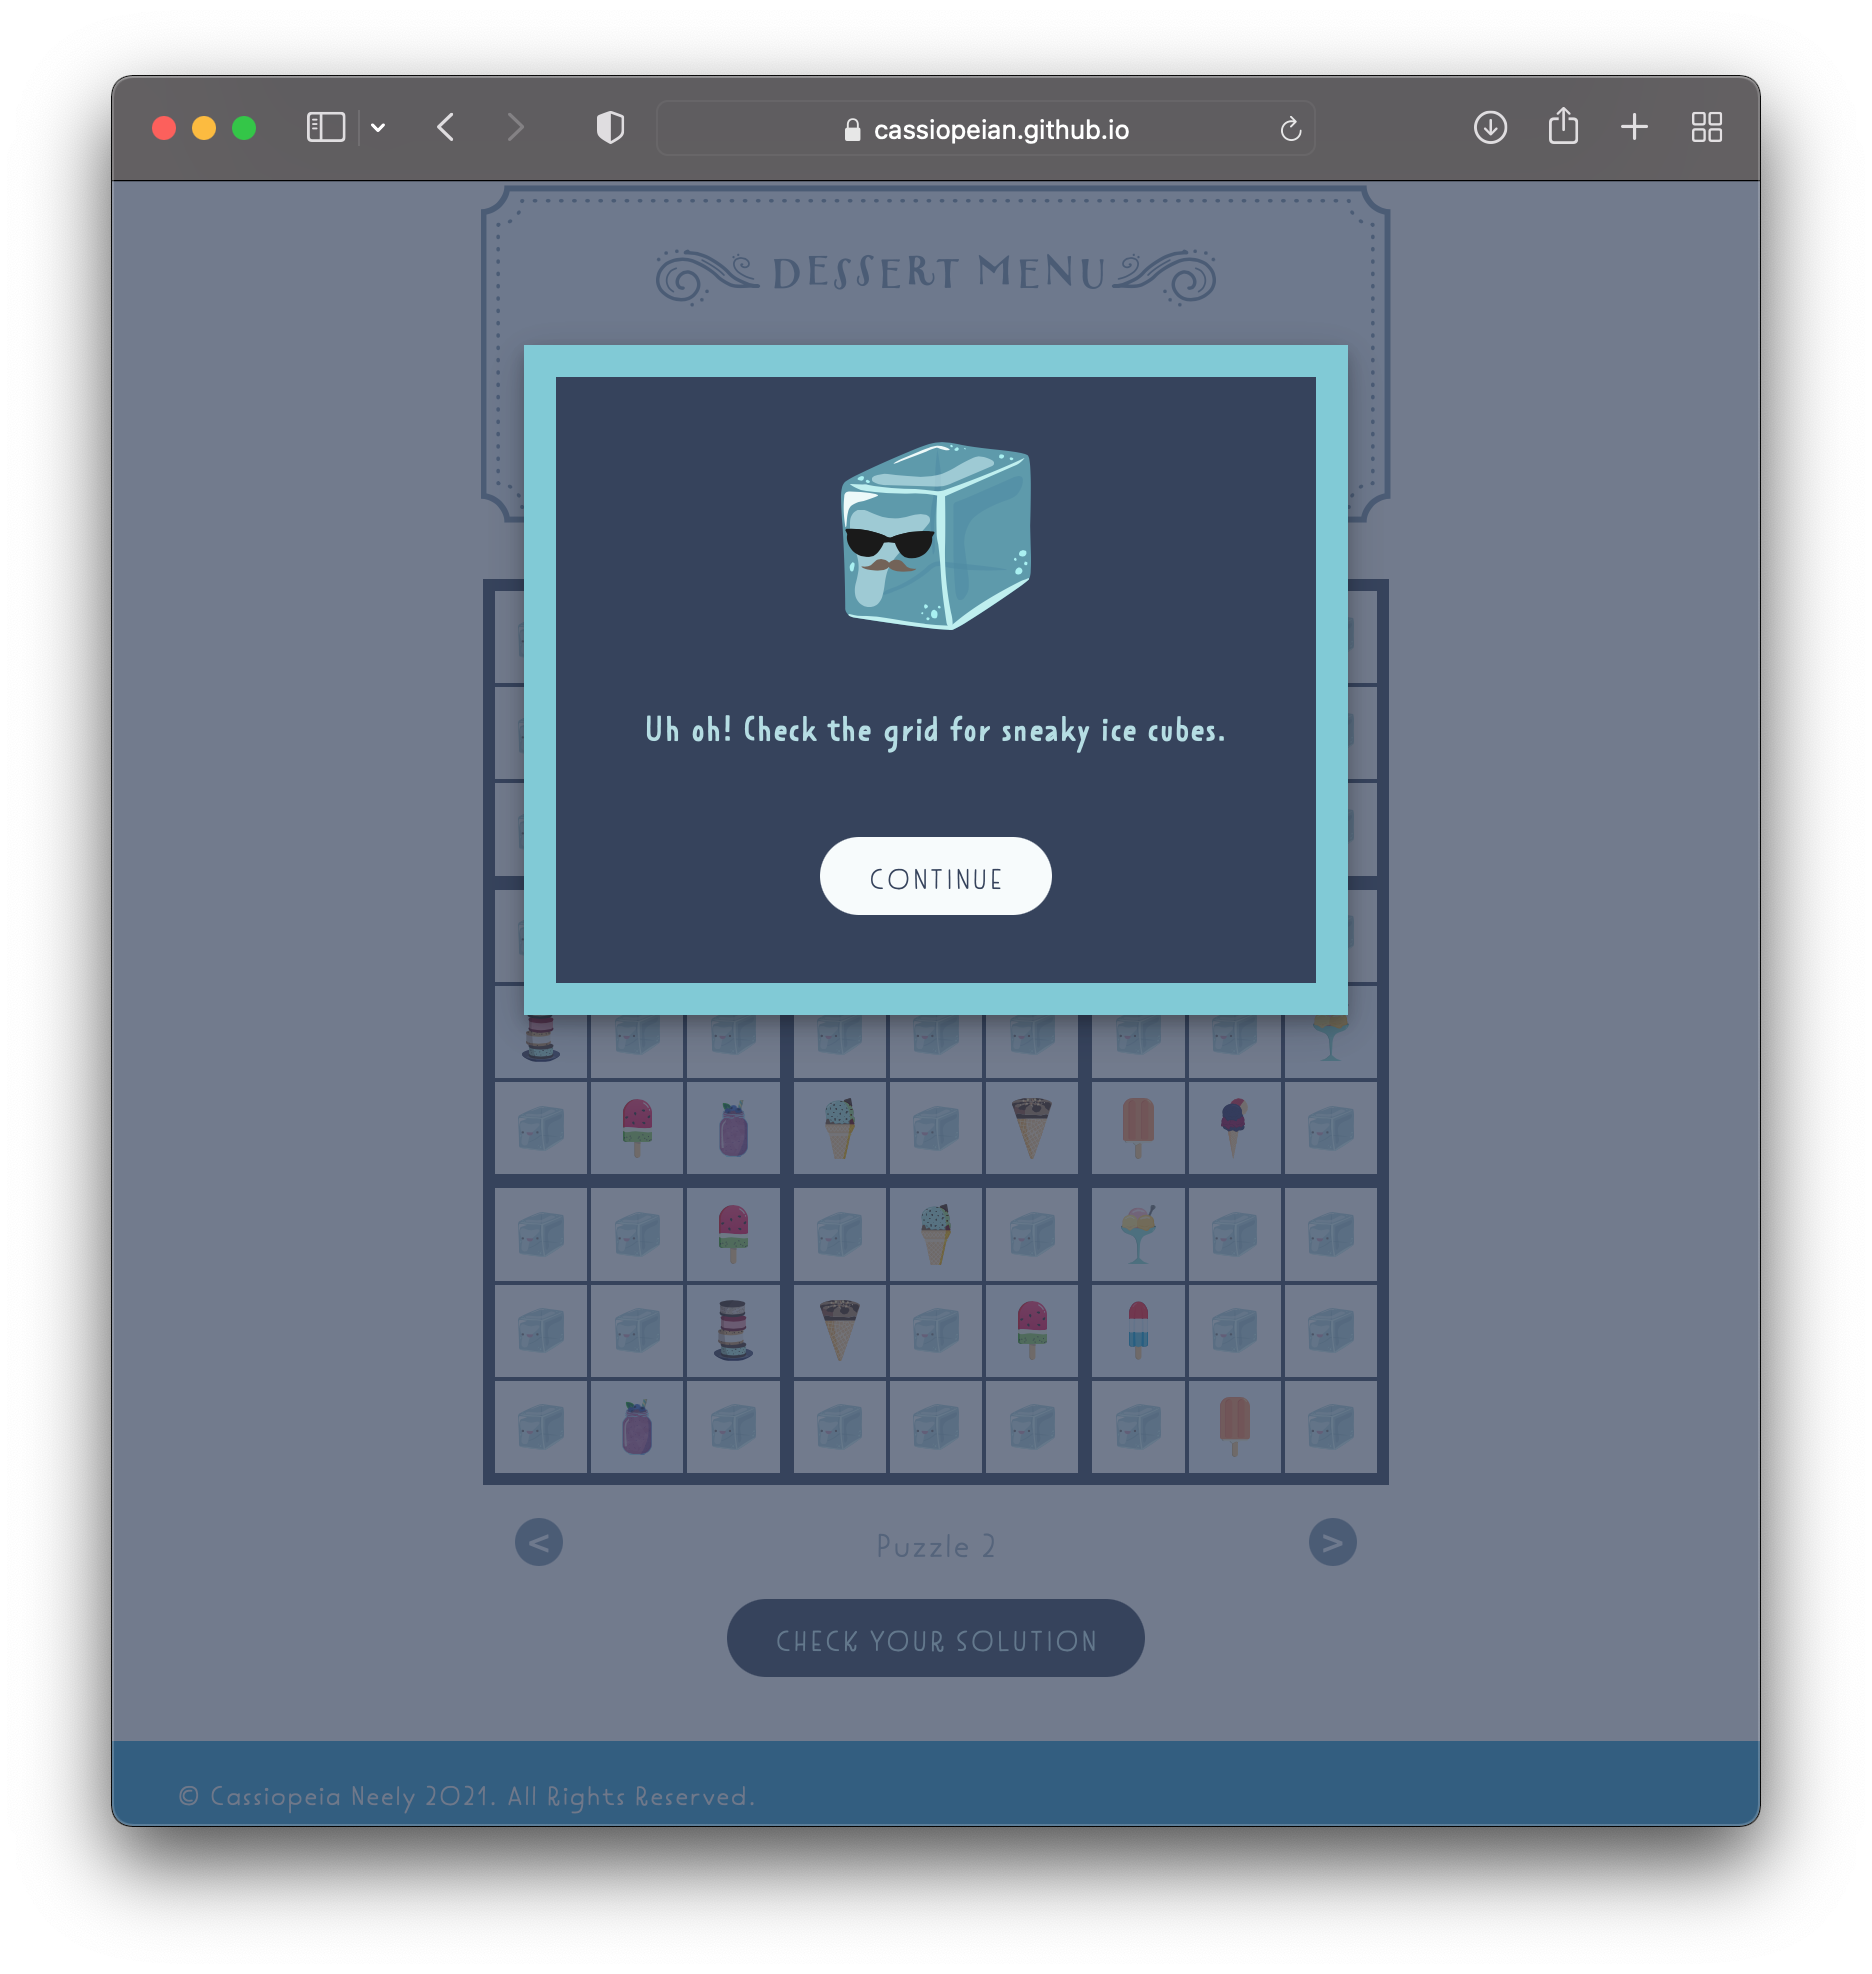 cassiopeian.github.io
DESSERT MENU
Uh oh! Check the grid for sneaky ice cubes.
CONTINUE
< Puzzle 2 >
CHECK YOUR SOLUTION
© Cassiopeia Neely 2021. All Rights Reserved.